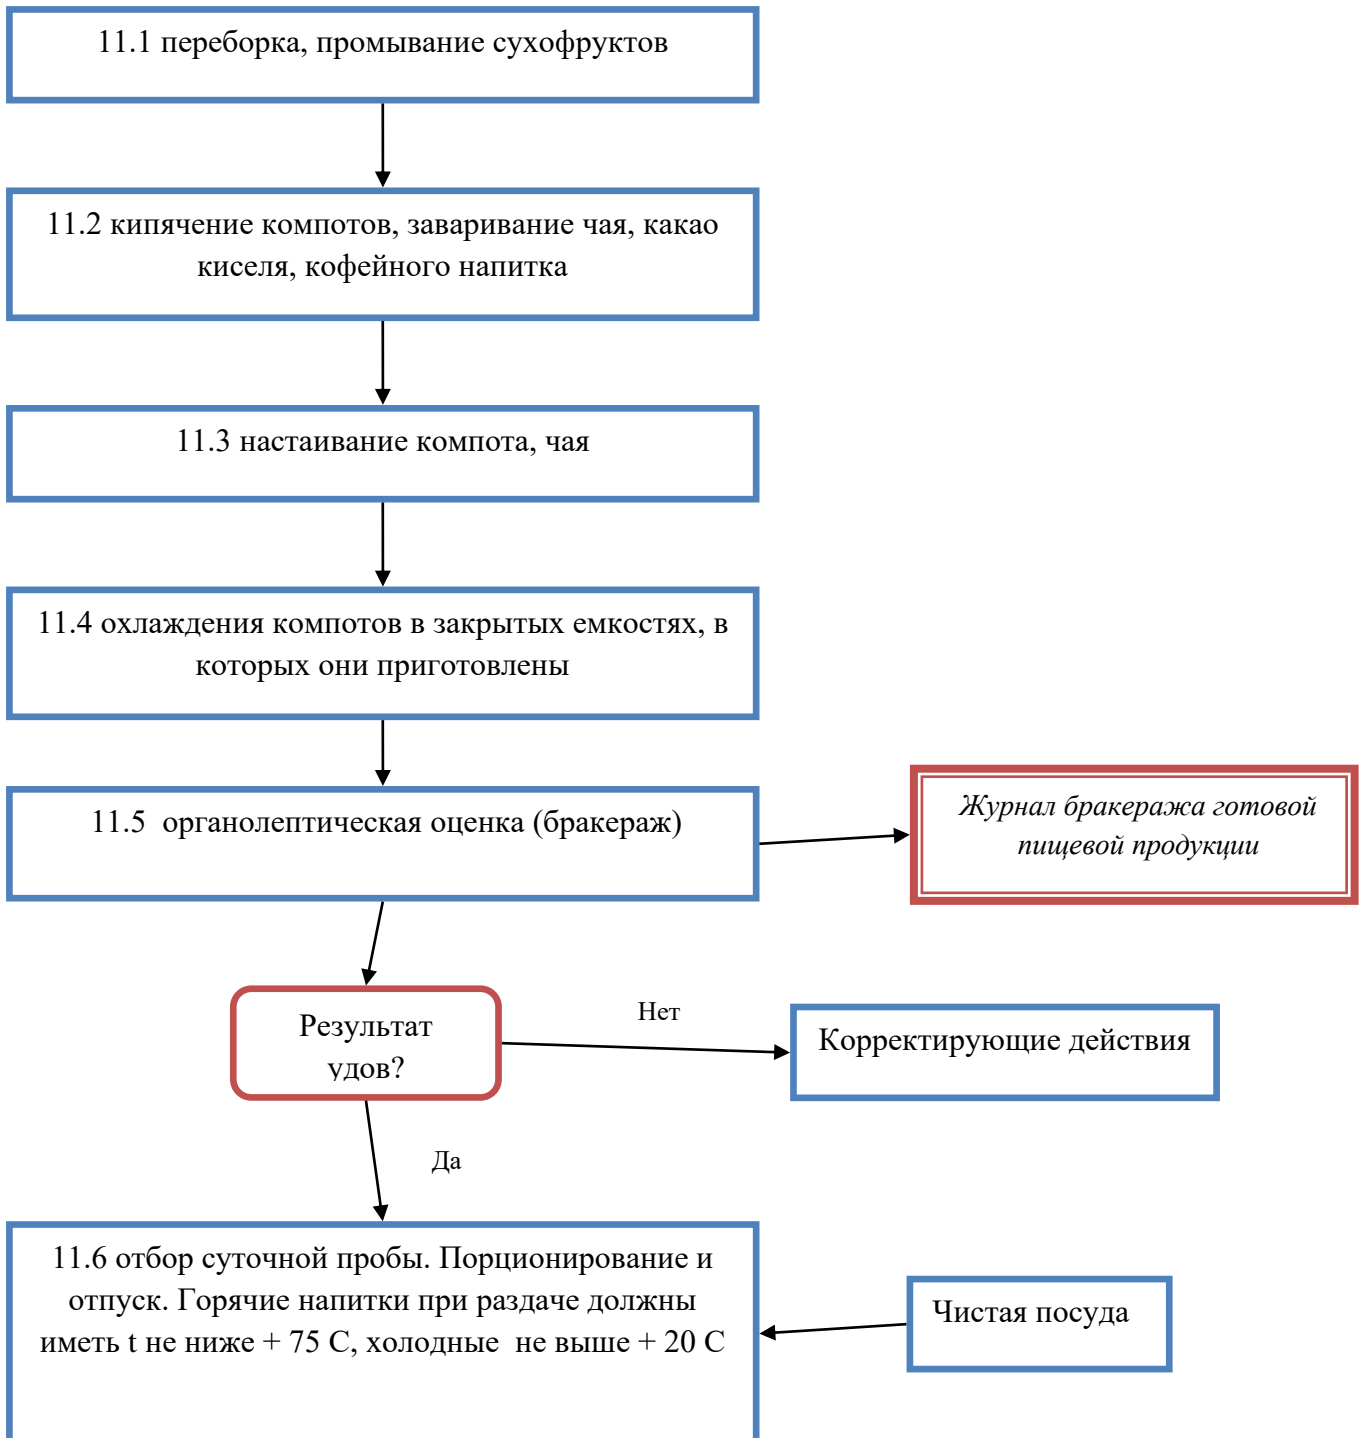 11.1 переборка, промывание сухофруктов
11.2 кипячение компотов, заваривание чая, какао
киселя, кофейного напитка
11.3 настаивание компота, чая
11.4 охлаждения компотов в закрытых емкостях, в
которых они приготовлены
11.5 органолептическая оценка (бракераж)
Журнал бракеража готовой
пищевой продукции
Результат
удов?
Нет
Корректирующие действия
Да
11.6 отбор суточной пробы. Порционирование и
отпуск. Горячие напитки при раздаче должны
иметь t не ниже + 75 С, холодные не выше + 20 С
Чистая посуда